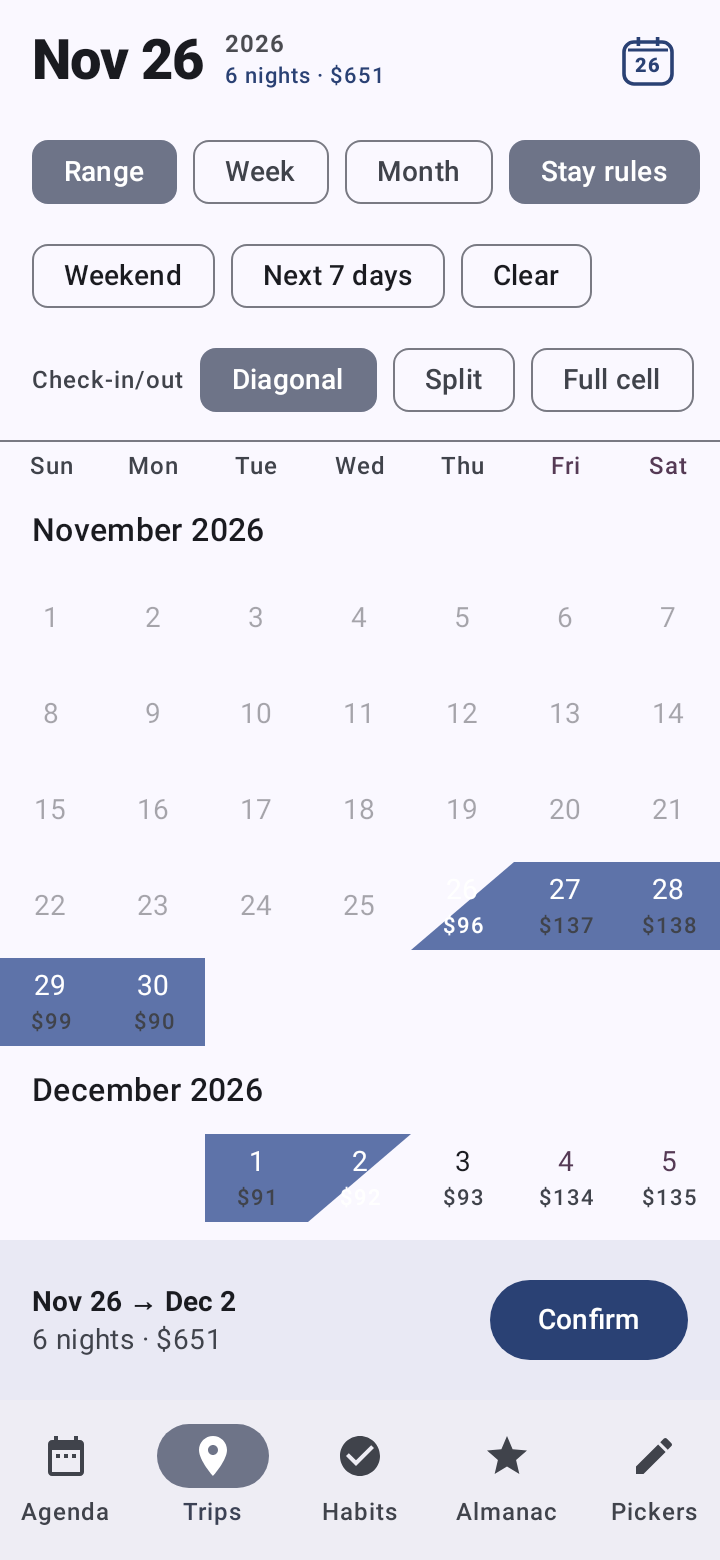 Nov 26
2026
6 nights · $651
26
Range Week Month Stay rules
Weekend Next 7 days Clear
Check-in/out Diagonal Split Full cell
Sun Mon Tue Wed Thu Fri Sat
November 2026
1 2 3 4 5 6 7
8 9 10 11 12 13 14
15 16 17 18 19 20 21
22 23 24 25 26 27 28
$96 $137 $138
29 30
$99 $90
December 2026
1 2 3 4 5
$91 $92 $93 $134 $135
Nov 26 → Dec 2
6 nights · $651
Confirm
Agenda Trips Habits Almanac Pickers